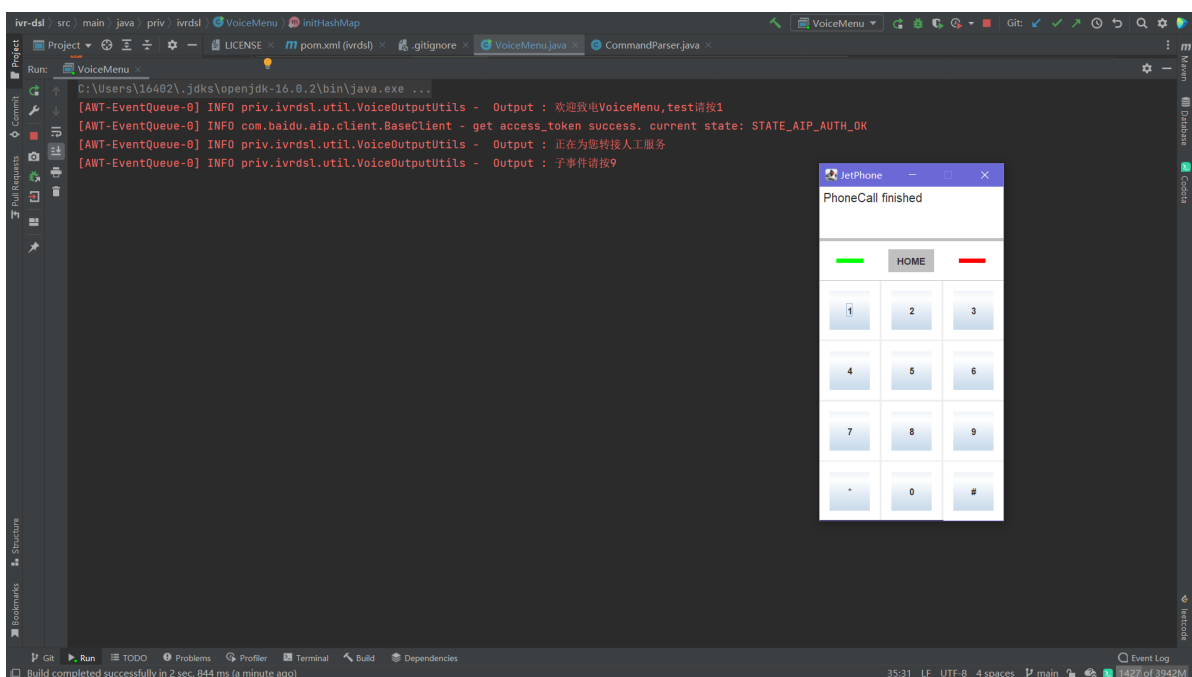 ivr-dsl src main java priv ivrdsl VoiceMenu initHashMap VoiceMenu Git:
Project LICENSE pom.xml (ivrdsl) .gitignore VoiceMenu.java CommandParser.java
Run: VoiceMenu
C:\Users\16402\.jdks\openjdk-16.0.2\bin\java.exe ...
[AWT-EventQueue-0] INFO priv.ivrdsl.util.VoiceOutputUtils - Output : 欢迎致电VoiceMenu,test请按1
[AWT-EventQueue-0] INFO com.baidu.aip.client.BaseClient - get access_token success. current state: STATE_AIP_AUTH_OK
[AWT-EventQueue-0] INFO priv.ivrdsl.util.VoiceOutputUtils - Output : 正在为您转接人工服务
[AWT-EventQueue-0] INFO priv.ivrdsl.util.VoiceOutputUtils - Output : 子事件请按9
JetPhone
PhoneCall finished
HOME
1 2 3
4 5 6
7 8 9
* 0 #
Project
Commit
Pull Requests
Structure
Bookmarks
m
Maven
Database
Codota
leetcode
Git Run TODO Problems Profiler Terminal Build Dependencies Event Log
Build completed successfully in 2 sec, 844 ms (a minute ago) 35:31 LF UTF-8 4 spaces main 1427 of 3942M